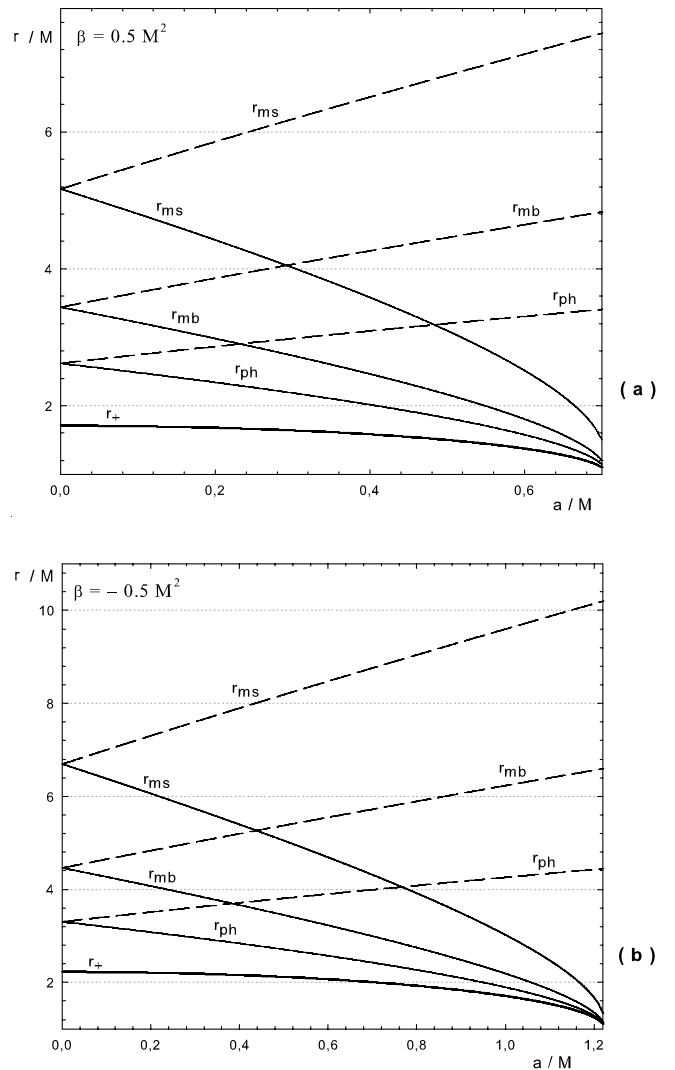 r / M
β = 0.5 M²
6
4
2
r_ms
r_ms
r_mb
r_mb
r_ph
r_ph
r_+
( a )
0,0 0,2 0,4 0,6
a / M
r / M
β = − 0.5 M²
10
8
6
4
2
r_ms
r_ms
r_mb
r_mb
r_ph
r_ph
r_+
( b )
0,0 0,2 0,4 0,6 0,8 1,0 1,2
a / M